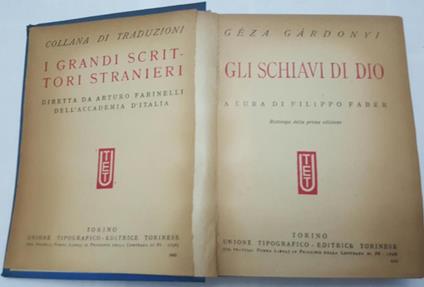 COLLANA DI TRADUZIONI
I GRANDI SCRIT-
TORI STRANIERI
DIRETTA DA ARTURO FARINELLI
DELL'ACCADEMIA D'ITALIA
UTET
TORINO
UNIONE TIPOGRAFICO-EDITRICE TORINESE
GÉZA GÁRDONYI
GLI SCHIAVI DI DIO
A CURA DI FILIPPO FABER
Ristampa della prima edizione
UTET
TORINO
UNIONE TIPOGRAFICO-EDITRICE TORINESE